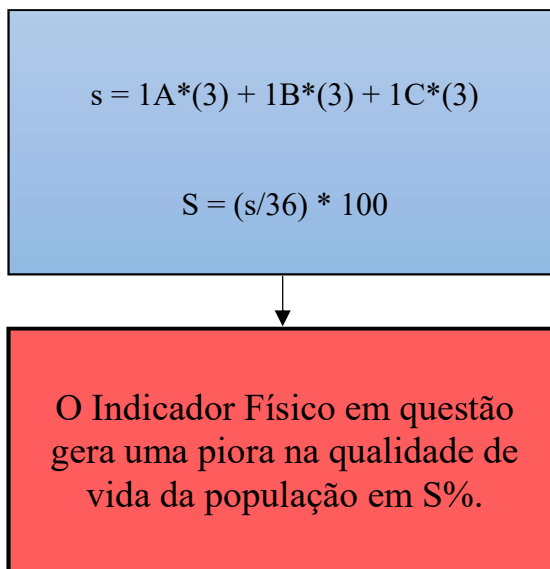 s = 1A*(3) + 1B*(3) + 1C*(3)
S = (s/36) * 100
O Indicador Físico em questão
gera uma piora na qualidade de
vida da população em S%.